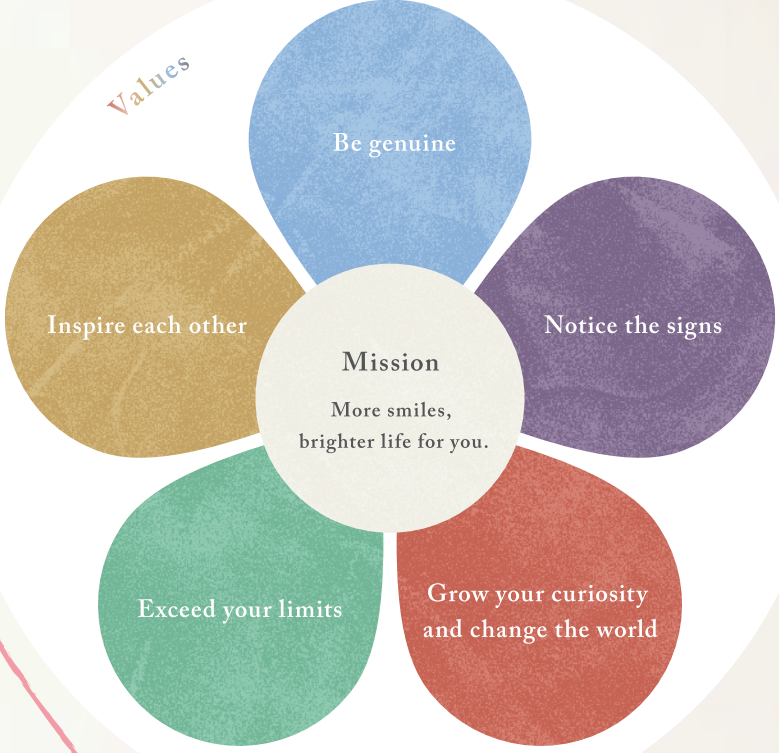 Values
Be genuine
Inspire each other
Notice the signs
Mission
More smiles,
brighter life for you.
Exceed your limits
Grow your curiosity
and change the world